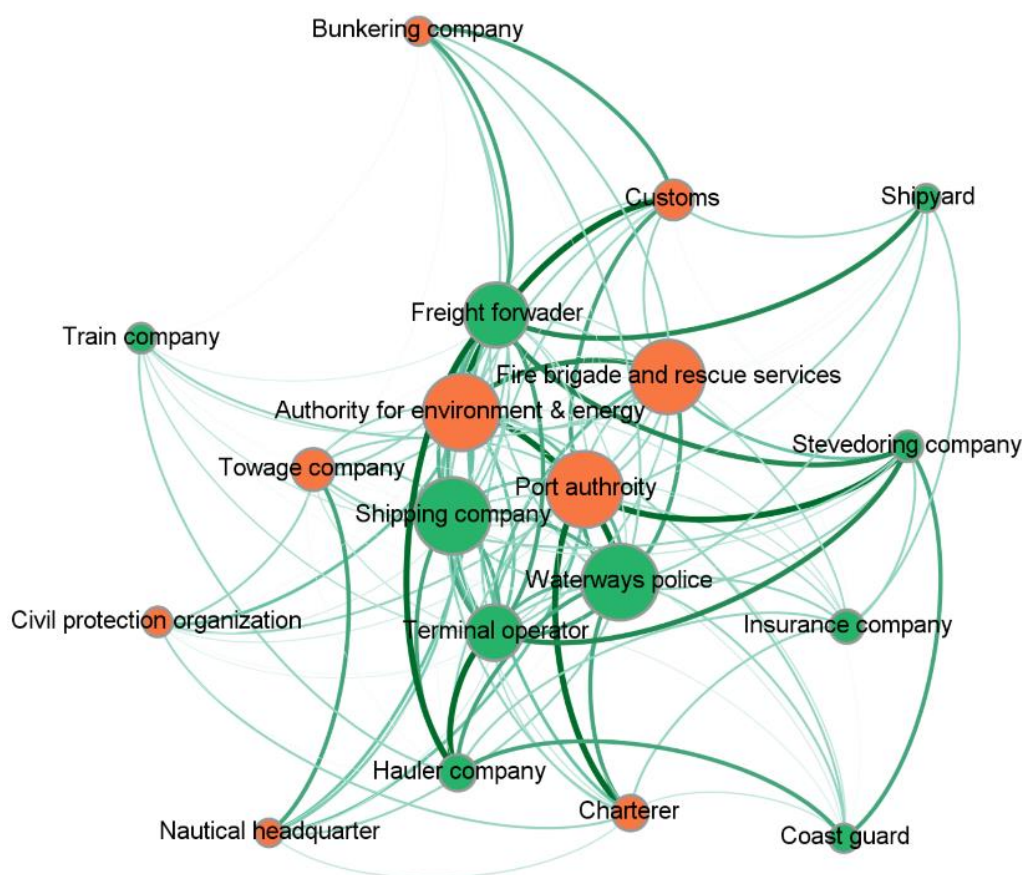 Bunkering company
Customs
Shipyard
Freight forwader
Train company
Fire brigade and rescue services
Authority for environment & energy
Stevedoring company
Towage company
Port authroity
Shipping company
Waterways police
Civil protection organization
Terminal operator
Insurance company
Hauler company
Charterer
Nautical headquarter
Coast guard